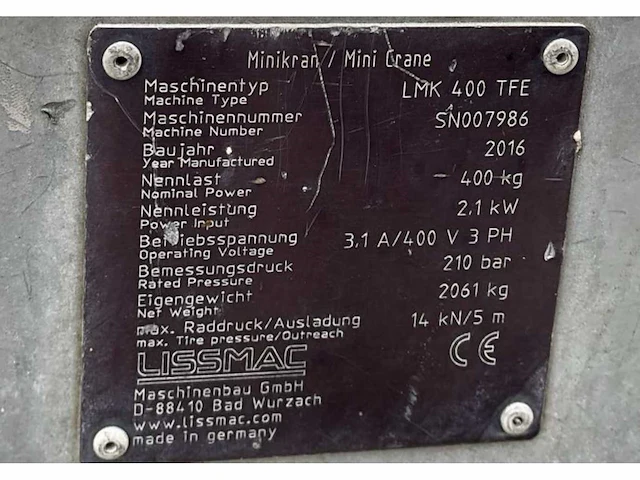 Minikran / Mini Crane
Maschinentyp LMK 400 TFE
Machine Type
Maschinennummer SN007986
Machine Number
Baujahr 2016
Year Manufactured
Nennlast 400 kg
Nominal Power
Nennleistung 2.1 kW
Power Input
Betriebsspannung 3.1 A/400 V 3 PH
Operating Voltage
Bemessungsdruck 210 bar
Rated Pressure
Eigengewicht 2061 kg
Net Weight
max. Raddruck/Ausladung 14 kN/5 m
max. Tire pressure/Outreach
LISSMAC CE
Maschinenbau GmbH
D-88410 Bad Wurzach
www.lissmac.com
made in germany